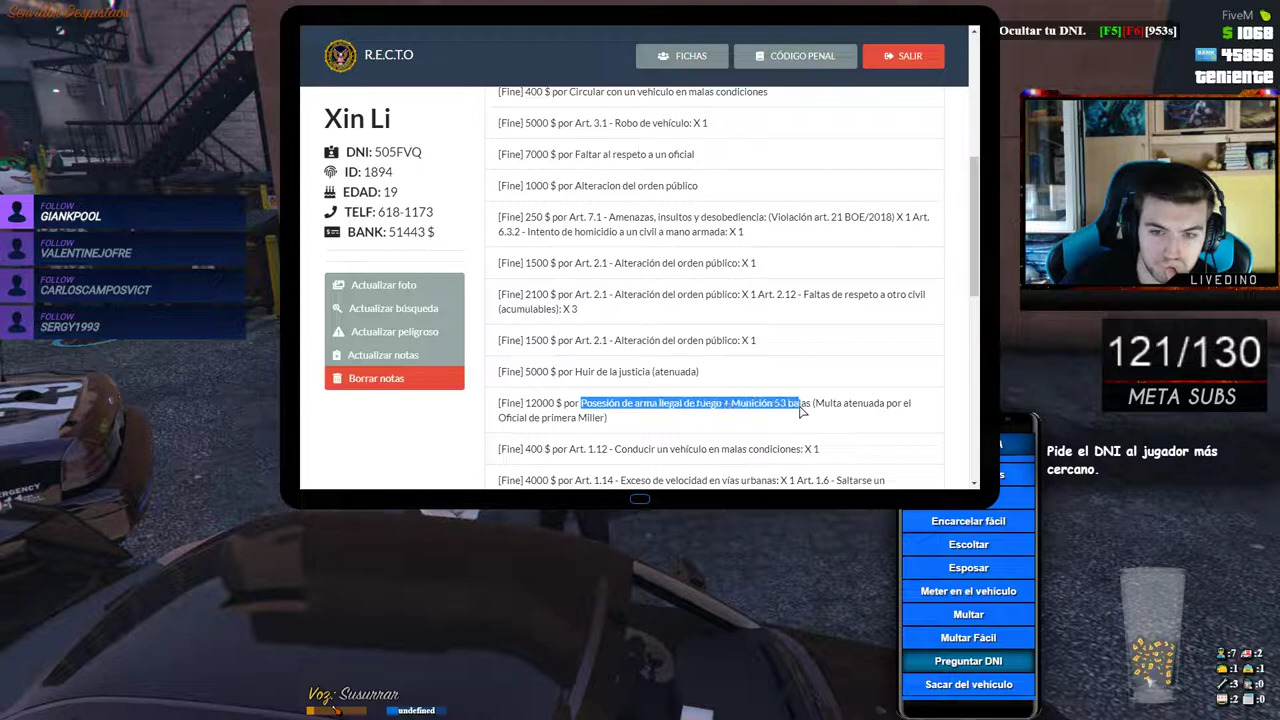 Servidor Despistaos
FiveM
Ocultar tu DNI. [F5][F6] [953s]
$ 1068
BANK 45896
teniente
R.E.C.T.O
FICHAS
CÓDIGO PENAL
SALIR
Xin Li
DNI: 505FVQ
ID: 1894
EDAD: 19
TELF: 618-1173
BANK: 51443 $
Actualizar foto
Actualizar búsqueda
Actualizar peligroso
Actualizar notas
Borrar notas
[Fine] 400 $ por Circular con un vehiculo en malas condiciones
[Fine] 5000 $ por Art. 3.1 - Robo de vehículo: X 1
[Fine] 7000 $ por Faltar al respeto a un oficial
[Fine] 1000 $ por Alteracion del orden público
[Fine] 250 $ por Art. 7.1 - Amenazas, insultos y desobediencia: (Violación art. 21 BOE/2018) X 1 Art.
6.3.2 - Intento de homicidio a un civil a mano armada: X 1
[Fine] 1500 $ por Art. 2.1 - Alteración del orden público: X 1
[Fine] 2100 $ por Art. 2.1 - Alteración del orden público: X 1 Art. 2.12 - Faltas de respeto a otro civil
(acumulables): X 3
[Fine] 1500 $ por Art. 2.1 - Alteración del orden público: X 1
[Fine] 5000 $ por Huir de la justicia (atenuada)
[Fine] 12000 $ por Posesión de arma ilegal de fuego + Munición 53 balas (Multa atenuada por el
Oficial de primera Miller)
[Fine] 400 $ por Art. 1.12 - Conducir un vehículo en malas condiciones: X 1
[Fine] 4000 $ por Art. 1.14 - Exceso de velocidad en vías urbanas: X 1 Art. 1.6 - Saltarse un
FOLLOW
GIANKPOOL
FOLLOW
VALENTINEJOFRE
FOLLOW
CARLOSCAMPOSVICT
FOLLOW
SERGY1993
LIVEDINO
121/130
META SUBS
Pide el DNI al jugador más
cercano.
Encarcelar fácil
Escoltar
Esposar
Meter en el vehículo
Multar
Multar Fácil
Preguntar DNI
Sacar del vehículo
EMERGENCY
Voz: Susurrar
undefined
:7 :2
:1 :1
:3 :0
:2 :0